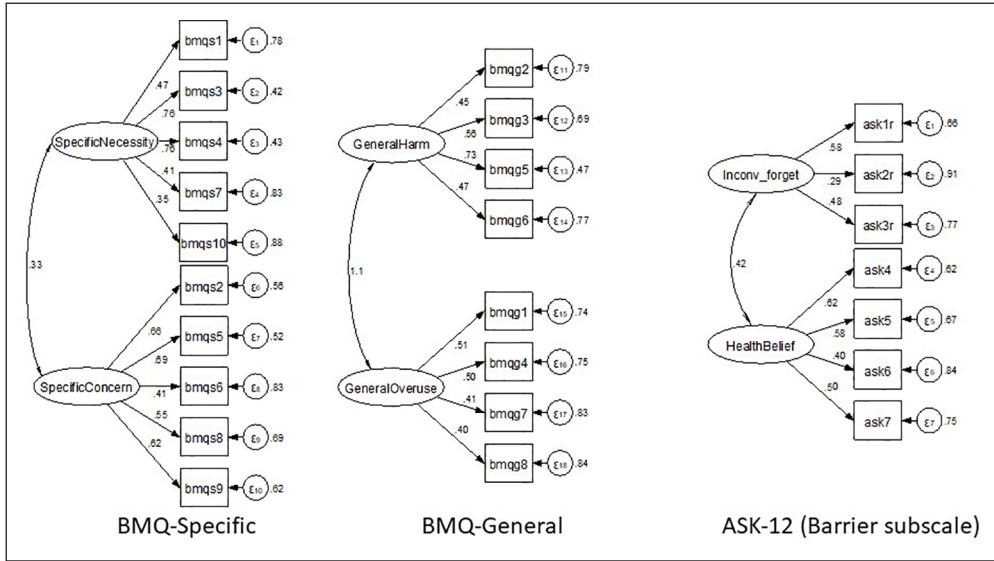 bmqs1 ε1 .78
.47
bmqs3 ε2 .42
.76
SpecificNecessity
.76
bmqs4 ε3 .43
.41
bmqs7 ε4 .83
.35
bmqs10 ε5 .88
.33
bmqs2 ε6 .56
.66
bmqs5 ε7 .52
.69
SpecificConcern
.41
bmqs6 ε8 .83
.55
bmqs8 ε9 .69
.62
bmqs9 ε10 .62
BMQ-Specific
bmqg2 ε11 .79
.45
bmqg3 ε12 .69
.56
GeneralHarm
.73
bmqg5 ε13 .47
.47
bmqg6 ε14 .77
1.1
bmqg1 ε15 .74
.51
bmqg4 ε16 .75
.50
GeneralOveruse
.41
bmqg7 ε17 .83
.40
bmqg8 ε18 .84
BMQ-General
ask1r ε1 .66
.58
Inconv_forget
.29
ask2r ε2 .91
.48
ask3r ε3 .77
.42
ask4 ε4 .62
.62
ask5 ε5 .67
.58
HealthBelief
.40
ask6 ε6 .84
.50
ask7 ε7 .75
ASK-12 (Barrier subscale)